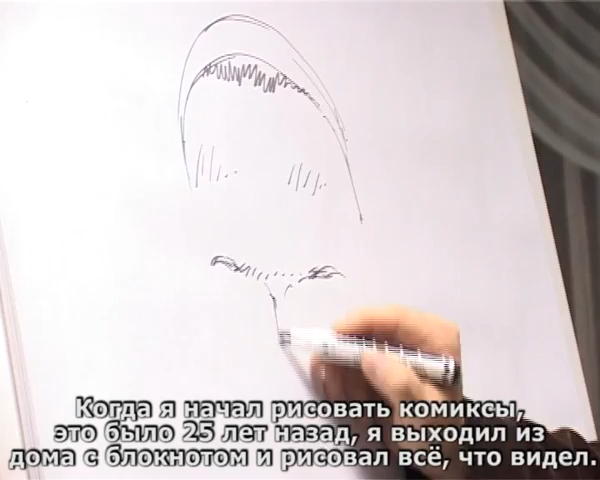 Когда я начал рисовать комиксы,
это было 25 лет назад, я выходил из
дома с блокнотом и рисовал всё, что видел.